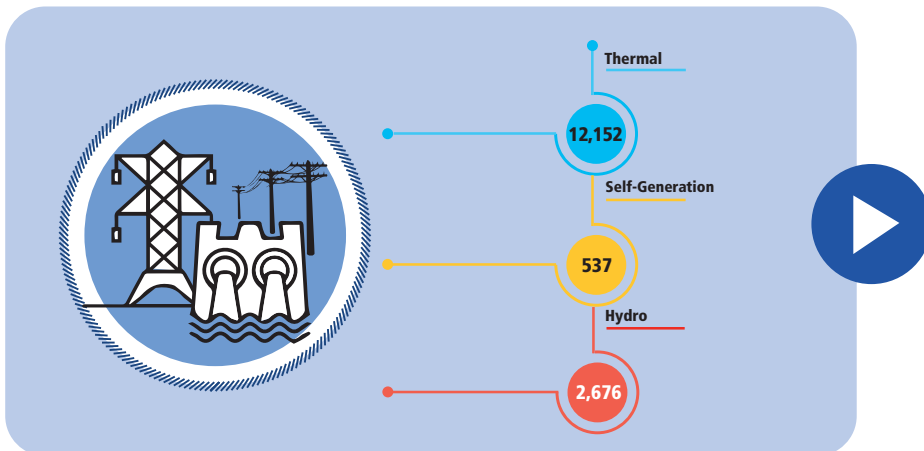 Thermal
12,152
Self-Generation
537
Hydro
2,676